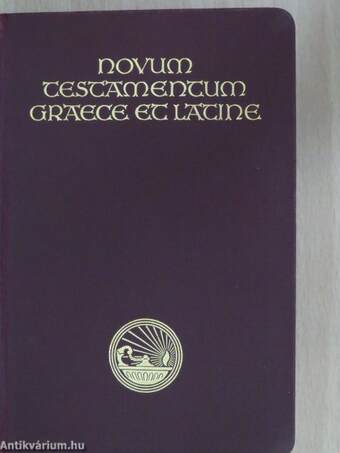 NOVUM
TESTAMENTUM
GRAECE ET LATINE
Antikvárium.hu